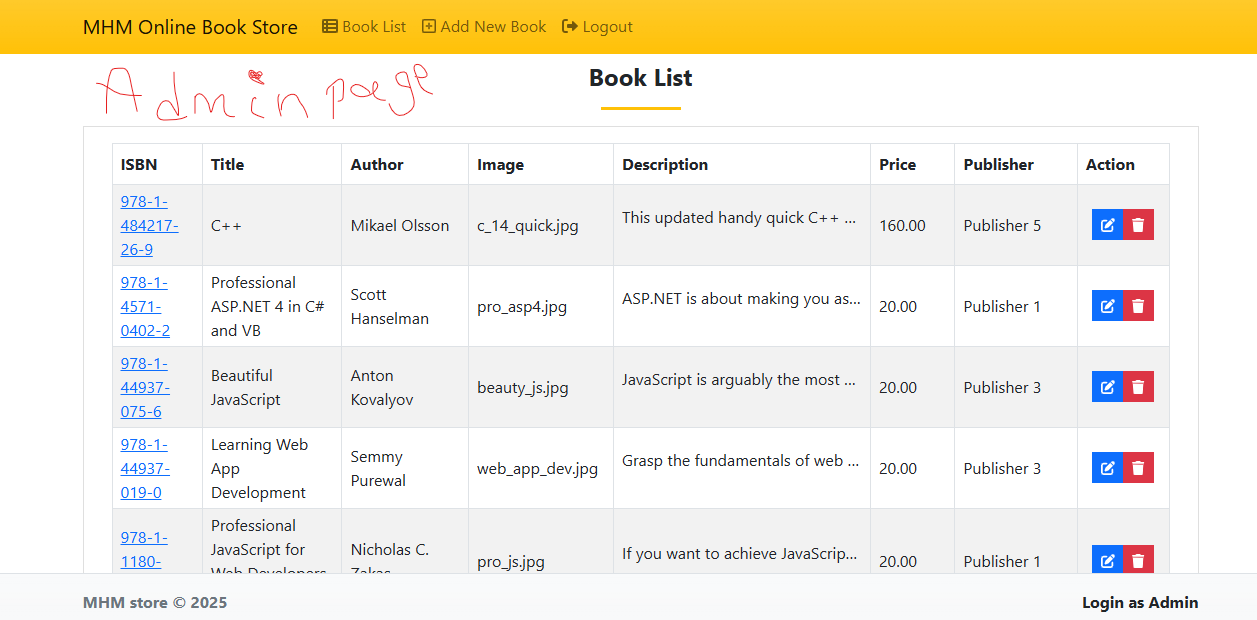 MHM Online Book Store Book List Add New Book Logout
Admin page
Book List
ISBN Title Author Image Description Price Publisher Action
978-1-
484217-
26-9
C++
Mikael Olsson
c_14_quick.jpg
This updated handy quick C++ ...
160.00
Publisher 5
978-1-
4571-
0402-2
Professional
ASP.NET 4 in C#
and VB
Scott
Hanselman
pro_asp4.jpg
ASP.NET is about making you as...
20.00
Publisher 1
978-1-
44937-
075-6
Beautiful
JavaScript
Anton
Kovalyov
beauty_js.jpg
JavaScript is arguably the most ...
20.00
Publisher 3
978-1-
44937-
019-0
Learning Web
App
Development
Semmy
Purewal
web_app_dev.jpg
Grasp the fundamentals of web ...
20.00
Publisher 3
978-1-
1180-
Professional
JavaScript for
Web Developers
Nicholas C.
Zakas
pro_js.jpg
If you want to achieve JavaScrip...
20.00
Publisher 1
MHM store © 2025 Login as Admin